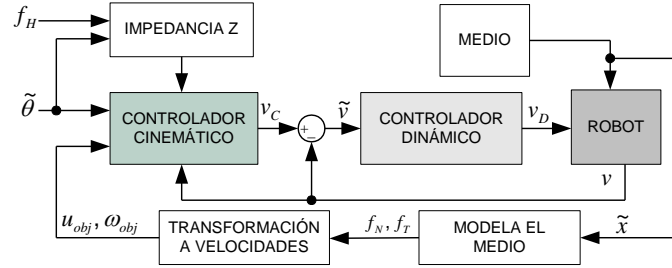 f_H
IMPEDANCIA Z
MEDIO
θ̃
CONTROLADOR
CINEMÁTICO
v_C
+
−
ṽ
CONTROLADOR
DINÁMICO
v_D
ROBOT
v
u_obj, ω_obj
TRANSFORMACIÓN
A VELOCIDADES
f_N, f_T
MODELA EL
MEDIO
x̃